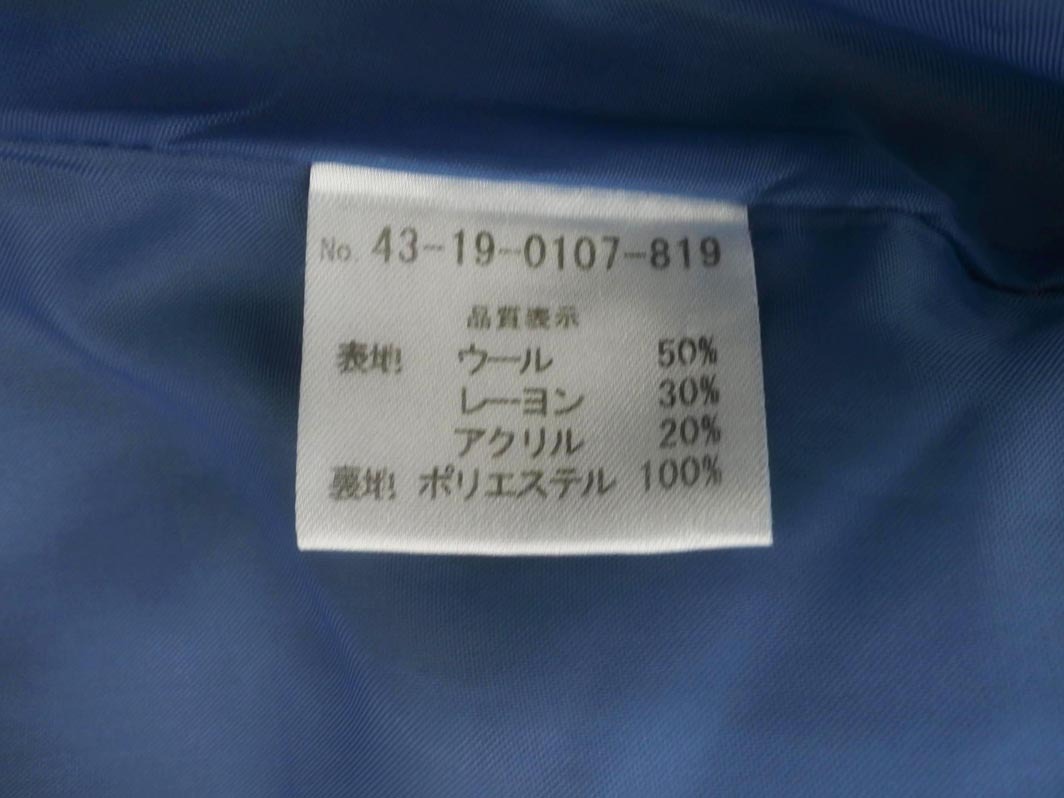 No. 43-19-0107-819
品質表示
表地 ウール 50%
レーヨン 30%
アクリル 20%
裏地 ポリエステル 100%